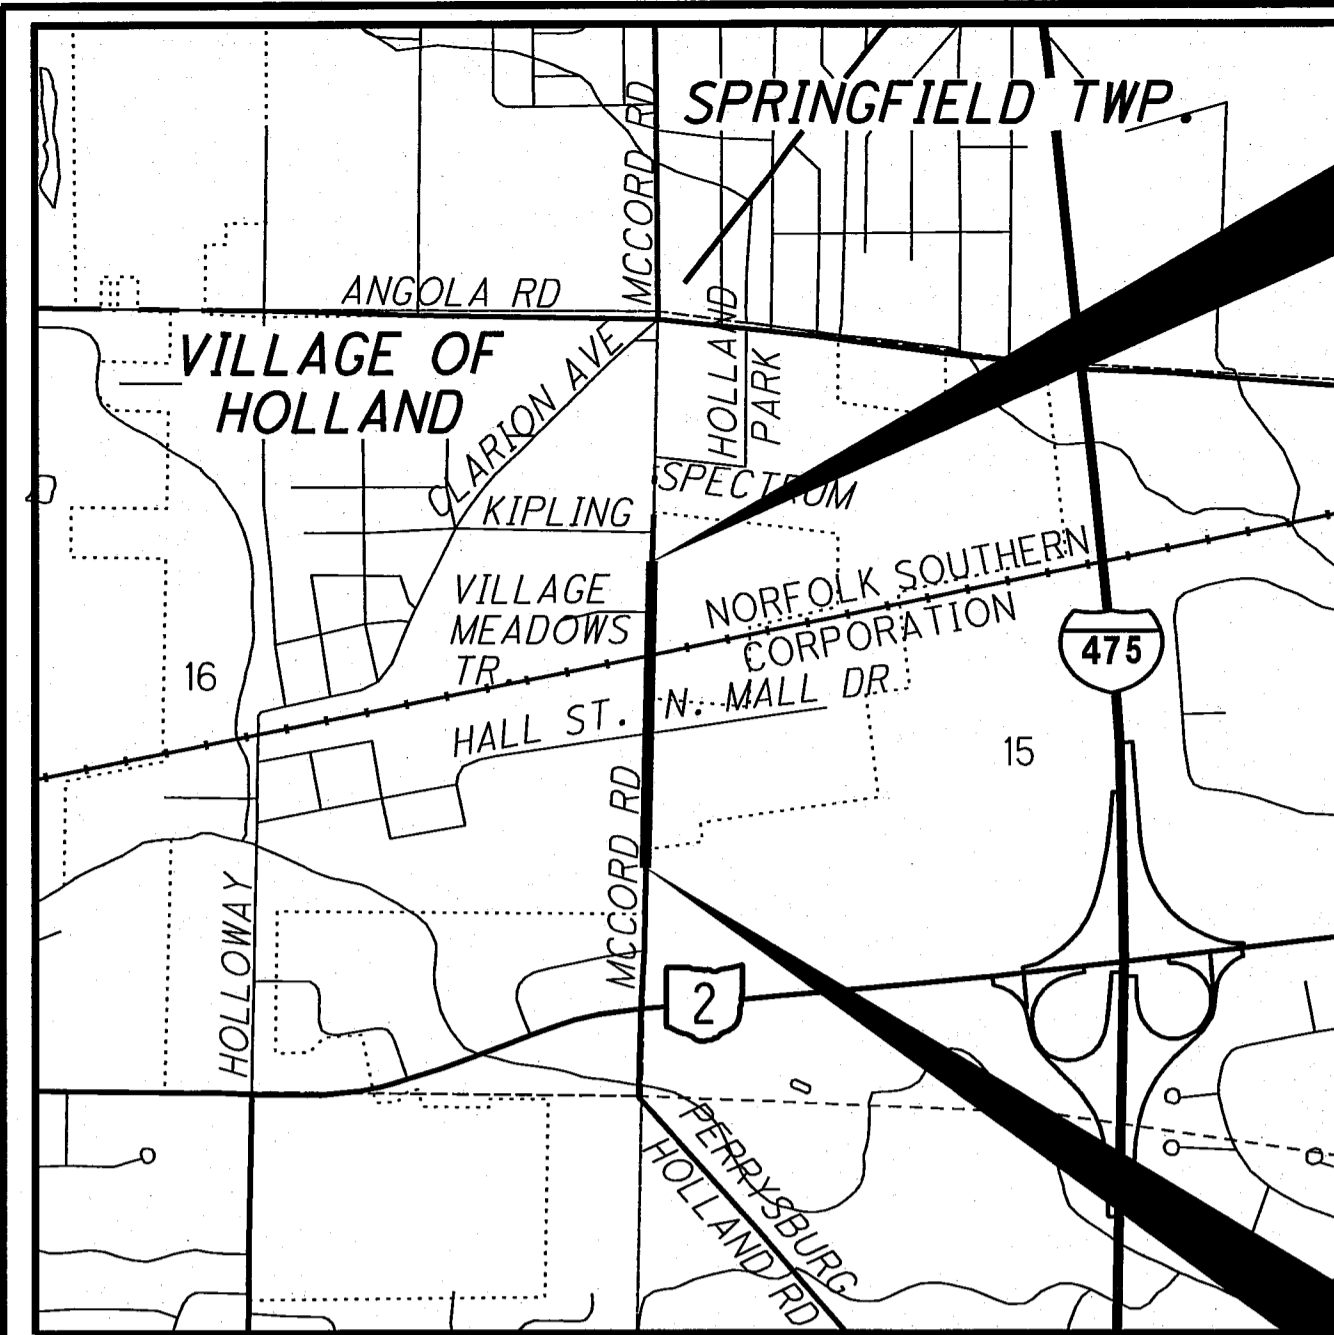 SPRINGFIELD TWP.
MCCORD RD
ANGOLA RD
VILLAGE OF
HOLLAND
CLARION AVE
HOLLAND
PARK
SPECTRUM
KIPLING
VILLAGE
MEADOWS
TR.
NORFOLK SOUTHERN
CORPORATION
475
16
HALL ST.
N. MALL DR.
15
MCCORD RD
HOLLOWAY
2
PERRYSBURG
HOLLAND RD